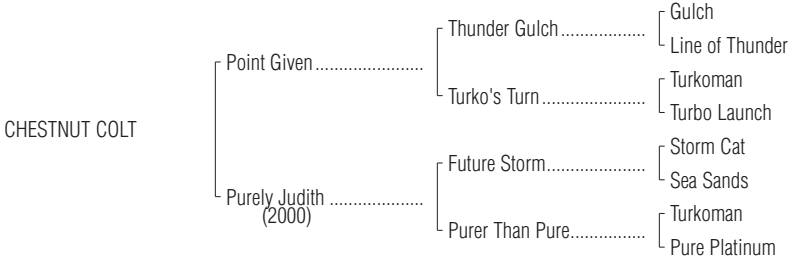 Gulch
Thunder Gulch
Line of Thunder
Point Given
Turkoman
Turko's Turn
Turbo Launch
CHESTNUT COLT
Storm Cat
Future Storm
Sea Sands
Purely Judith
(2000)
Turkoman
Purer Than Pure
Pure Platinum